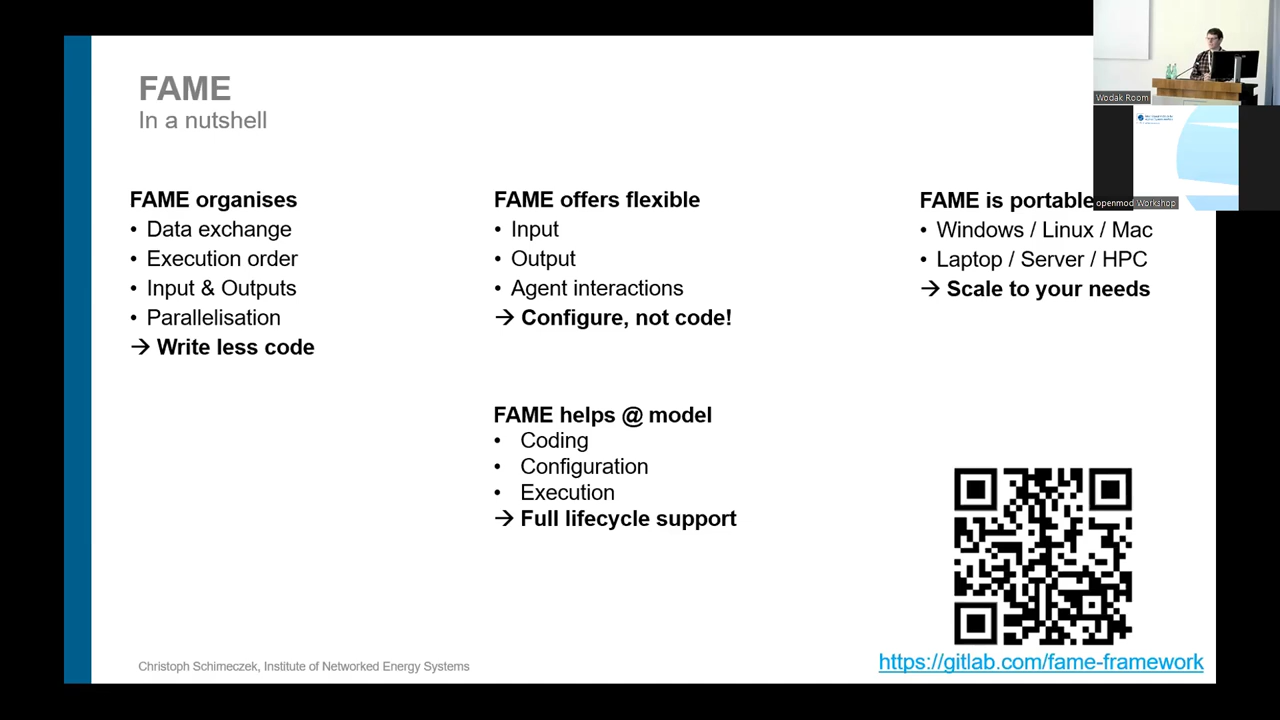 FAME
In a nutshell
FAME organises
• Data exchange
• Execution order
• Input & Outputs
• Parallelisation
→ Write less code
FAME offers flexible
• Input
• Output
• Agent interactions
→ Configure, not code!
FAME is portable
• Windows / Linux / Mac
• Laptop / Server / HPC
→ Scale to your needs
FAME helps @ model
• Coding
• Configuration
• Execution
→ Full lifecycle support
Christoph Schimeczek, Institute of Networked Energy Systems
https://gitlab.com/fame-framework
Wodak Room
openmod Workshop